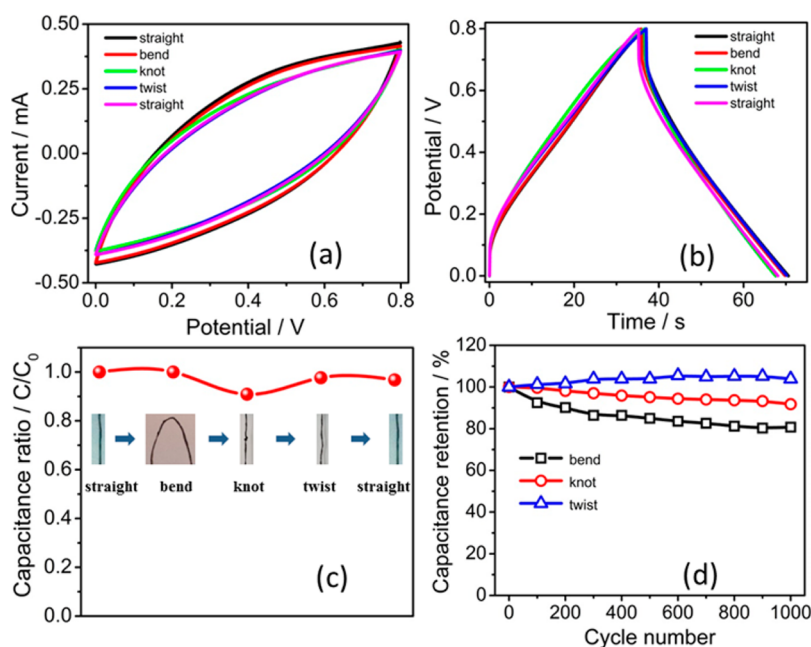 0.50
0.25
0.00
-0.25
-0.50
Current / mA
straight
bend
knot
twist
straight
(a)
0.0
0.2
0.4
0.6
0.8
Potential / V
0.8
0.6
0.4
0.2
0.0
Potential / V
straight
bend
knot
twist
straight
(b)
0
20
40
60
Time / s
1.0
0.8
0.6
0.4
0.2
0.0
Capacitance ratio / C/C0
straight
bend
knot
twist
straight
(c)
120
100
80
60
40
20
0
Capacitance retention / %
bend
knot
twist
(d)
0
200
400
600
800
1000
Cycle number